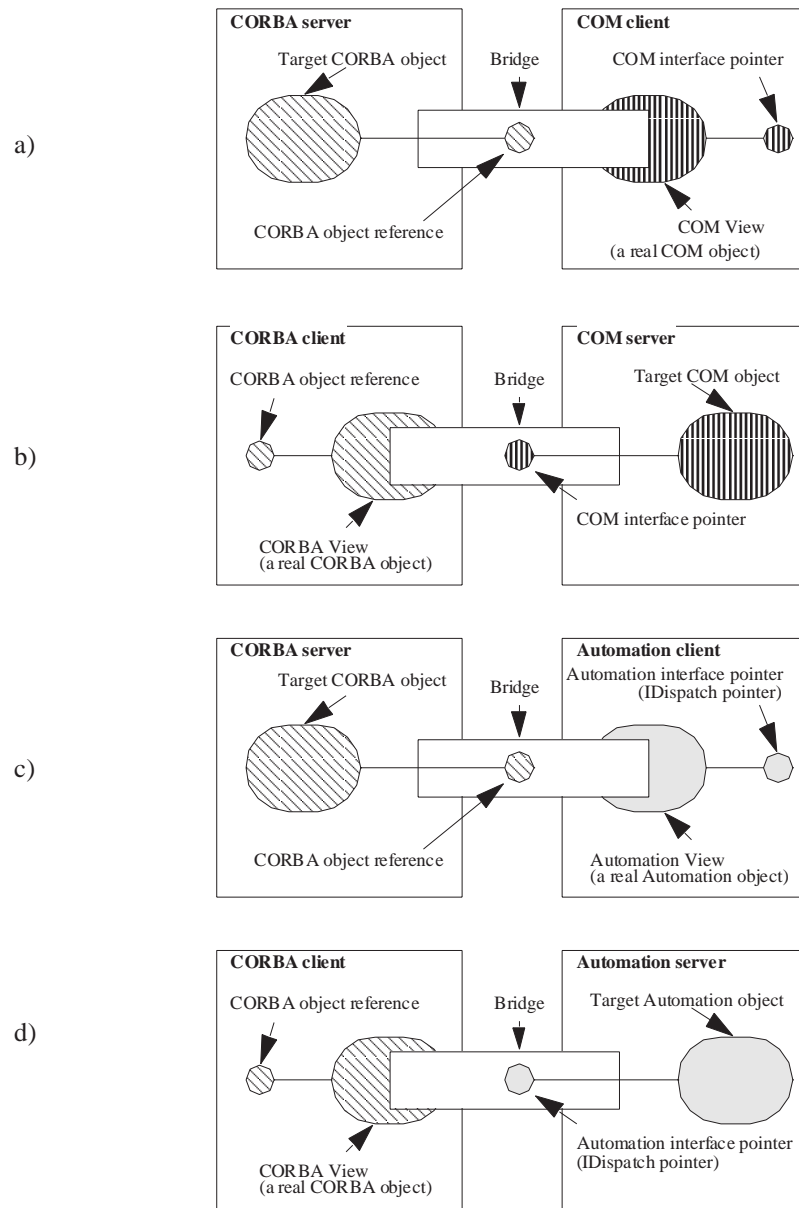 a)
CORBA server
Target CORBA object
Bridge
COM client
COM interface pointer
CORBA object reference
COM View
(a real COM object)
b)
CORBA client
CORBA object reference
Bridge
COM server
Target COM object
CORBA View
(a real CORBA object)
COM interface pointer
c)
CORBA server
Target CORBA object
Bridge
Automation client
Automation interface pointer
(IDispatch pointer)
CORBA object reference
Automation View
(a real Automation object)
d)
CORBA client
CORBA object reference
Bridge
Automation server
Target Automation object
CORBA View
(a real CORBA object)
Automation interface pointer
(IDispatch pointer)